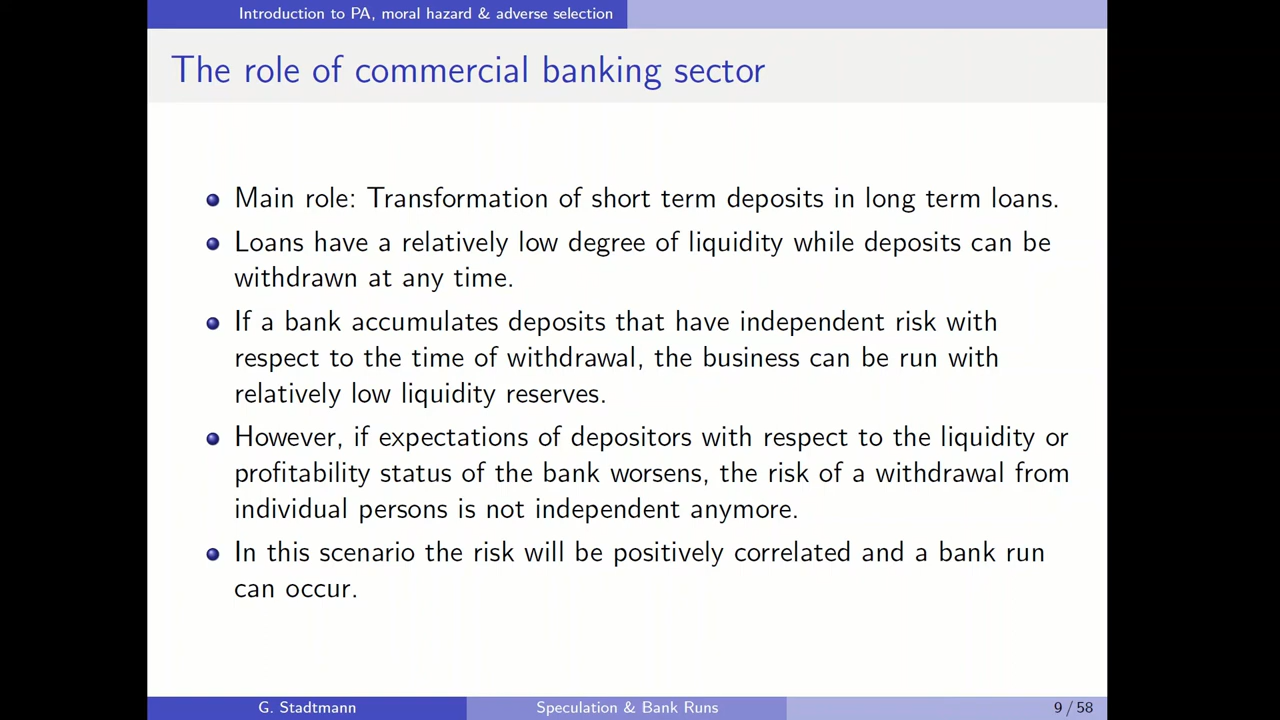 Introduction to PA, moral hazard & adverse selection
The role of commercial banking sector
Main role: Transformation of short term deposits in long term loans.
Loans have a relatively low degree of liquidity while deposits can be
withdrawn at any time.
If a bank accumulates deposits that have independent risk with
respect to the time of withdrawal, the business can be run with
relatively low liquidity reserves.
However, if expectations of depositors with respect to the liquidity or
profitability status of the bank worsens, the risk of a withdrawal from
individual persons is not independent anymore.
In this scenario the risk will be positively correlated and a bank run
can occur.
G. Stadtmann Speculation & Bank Runs 9 / 58